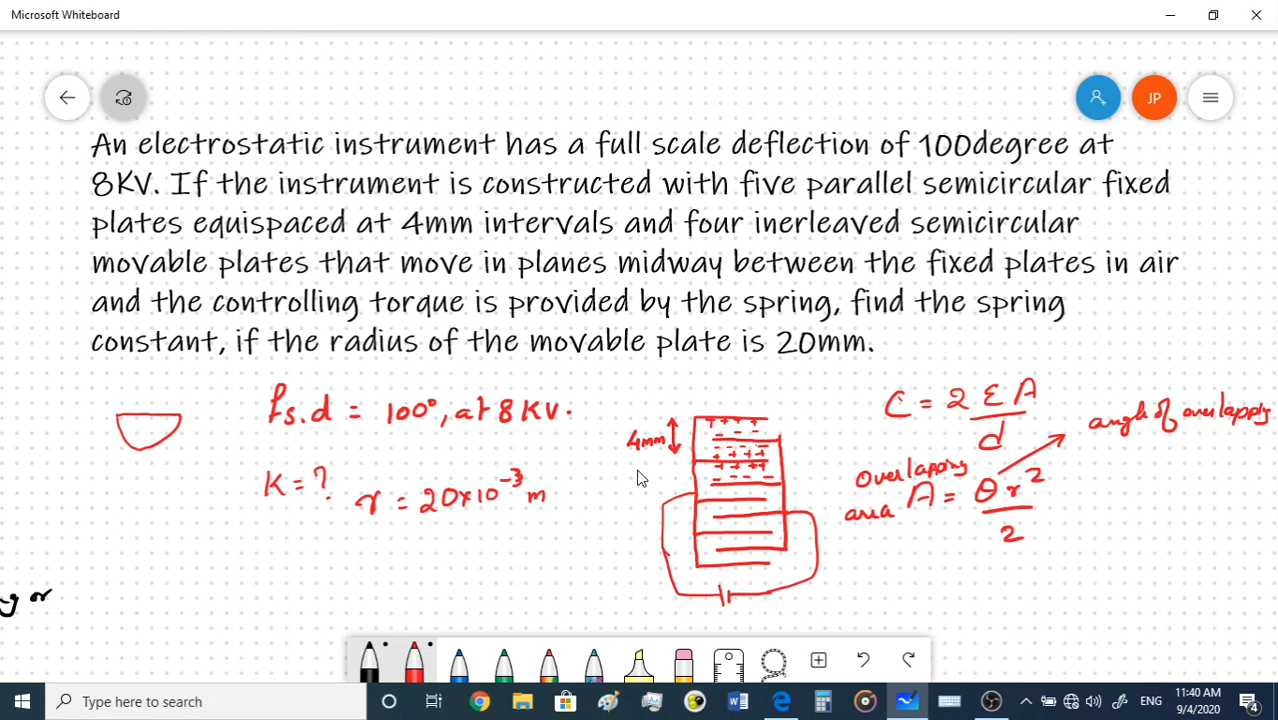 Microsoft Whiteboard
JP
An electrostatic instrument has a full scale deflection of 100degree at
8KV. If the instrument is constructed with five parallel semicircular fixed
plates equispaced at 4mm intervals and four inerleaved semicircular
movable plates that move in planes midway between the fixed plates in air
and the controlling torque is provided by the spring, find the spring
constant, if the radius of the movable plate is 20mm.
f.s.d = 100°, at 8 KV.
K = ?
r = 20×10⁻³ m
4mm
+ + + +
- - -
- - - -
+ + + +
+ + + ++
- - - - -
C = 2 ε A / d
angle of overlapping
Overlapping
area A = θ r² / 2
g or
Type here to search
ENG
11:40 AM
9/4/2020
4